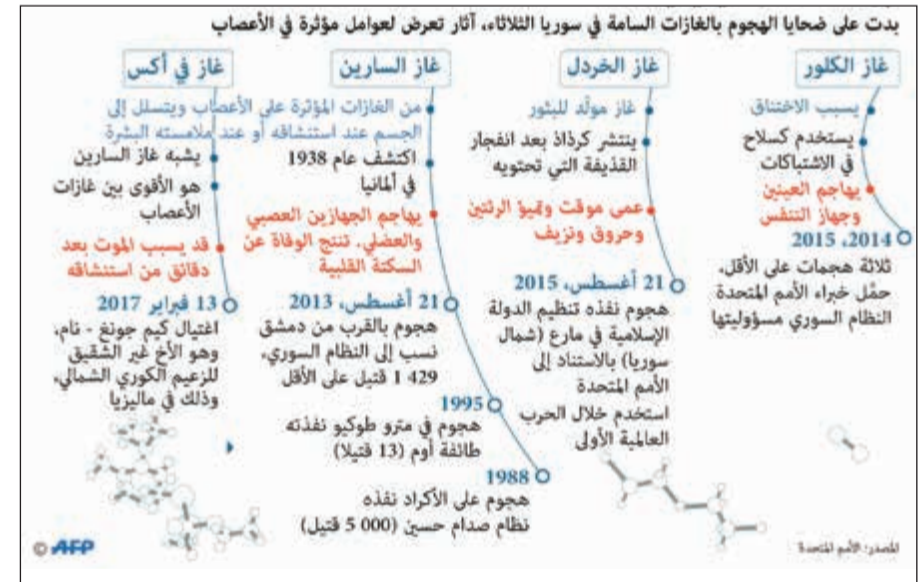 بدت على ضحايا الهجوم بالغازات السامة في سوريا الثلاثاء، آثار تعرض لعوامل مؤثرة في الأعصاب
غاز الكلور
يسبب الاختناق
يستخدم كسلاح
في الاشتباكات
يهاجم العينين
وجهاز التنفس
2014، 2015
ثلاثة هجمات على الأقل،
حمّل خبراء الأمم المتحدة
النظام السوري مسؤوليتها
غاز الخردل
غاز مولّد للبثور
ينتشر كرذاذ بعد انفجار
القذيفة التي تحتويه
عمى موقت وتميؤ الرئتين
وحروق ونزيف
21 أغسطس، 2015
هجوم نفذه تنظيم الدولة
الإسلامية في مارع (شمال
سوريا) بالاستناد إلى
الأمم المتحدة
استخدم خلال الحرب
العالمية الأولى
غاز السارين
من الغازات المؤثرة على الأعصاب ويتسلل إلى
الجسم عند استنشاقه أو عند ملامسته البشرة
اكتشف عام 1938
في ألمانيا
يهاجم الجهازين العصبي
والعضلي. تنتج الوفاة عن
السكتة القلبية
21 أغسطس، 2013
هجوم بالقرب من دمشق
نسب إلى النظام السوري،
1 429 قتيل على الأقل
1995
هجوم في مترو طوكيو نفذته
طائفة أوم (13 قتيلا)
1988
هجوم على الأكراد نفذه
نظام صدام حسين (000 5 قتيل)
غاز في أكس
يشبه غاز السارين
هو الأقوى بين غازات
الأعصاب
قد يسبب الموت بعد
دقائق من استنشاقه
13 فبراير 2017
اغتيال كيم جونغ - نام،
وهو الأخ غير الشقيق
للزعيم الكوري الشمالي،
وذلك في ماليزيا
المصدر: الأمم المتحدة
© AFP